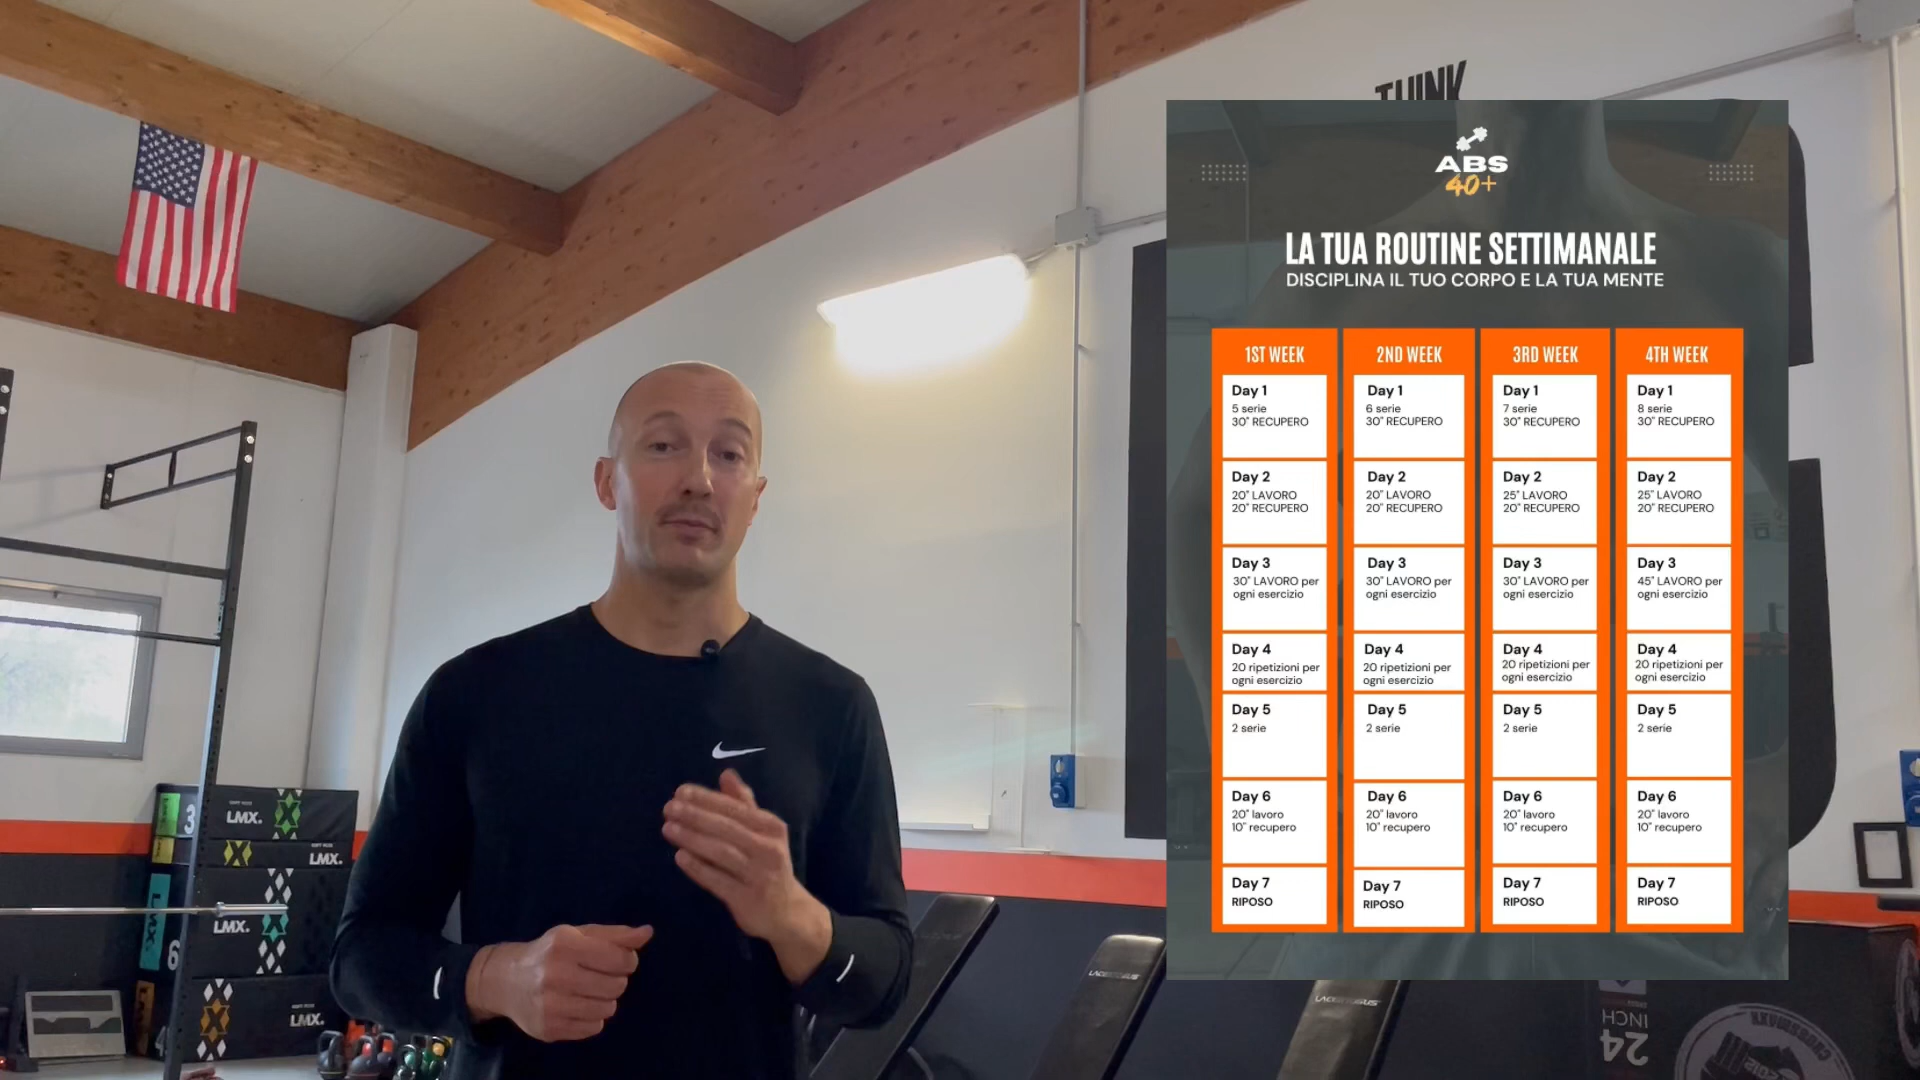 THINK
ABS
40+
LA TUA ROUTINE SETTIMANALE
DISCIPLINA IL TUO CORPO E LA TUA MENTE
1ST WEEK
Day 1
5 serie
30" RECUPERO
Day 2
20" LAVORO
20" RECUPERO
Day 3
30" LAVORO per
ogni esercizio
Day 4
20 ripetizioni per
ogni esercizio
Day 5
2 serie
Day 6
20" lavoro
10" recupero
Day 7
RIPOSO
2ND WEEK
Day 1
6 serie
30" RECUPERO
Day 2
20" LAVORO
20" RECUPERO
Day 3
30" LAVORO per
ogni esercizio
Day 4
20 ripetizioni per
ogni esercizio
Day 5
2 serie
Day 6
20" lavoro
10" recupero
Day 7
RIPOSO
3RD WEEK
Day 1
7 serie
30" RECUPERO
Day 2
25" LAVORO
20" RECUPERO
Day 3
30" LAVORO per
ogni esercizio
Day 4
20 ripetizioni per
ogni esercizio
Day 5
2 serie
Day 6
20" lavoro
10" recupero
Day 7
RIPOSO
4TH WEEK
Day 1
8 serie
30" RECUPERO
Day 2
25" LAVORO
20" RECUPERO
Day 3
45" LAVORO per
ogni esercizio
Day 4
20 ripetizioni per
ogni esercizio
Day 5
2 serie
Day 6
20" lavoro
10" recupero
Day 7
RIPOSO
3
LMX.
LMX.
LMX.
LMX.
6
LMX.
24
INCH